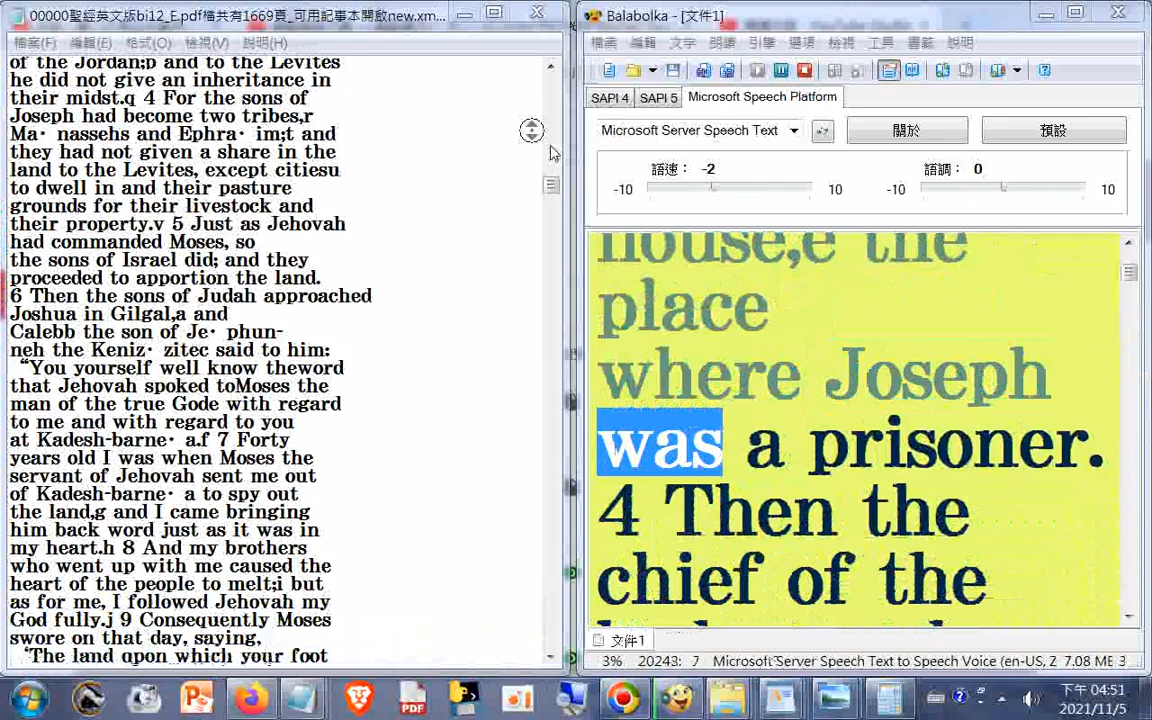 00000聖經英文版bi12_E.pdf檔共有1669頁_可用記事本開啟new.xm...
檔案(F) 編輯(E) 格式(O) 檢視(V) 說明(H)
of the Jordan;p and to the Levites
he did not give an inheritance in
their midst.q 4 For the sons of
Joseph had become two tribes,r
Ma· nassehs and Ephra· im;t and
they had not given a share in the
land to the Levites, except citiesu
to dwell in and their pasture
grounds for their livestock and
their property.v 5 Just as Jehovah
had commanded Moses, so
the sons of Israel did; and they
proceeded to apportion the land.
6 Then the sons of Judah approached
Joshua in Gilgal,a and
Calebb the son of Je· phun-
neh the Keniz· zitec said to him:
“You yourself well know theword
that Jehovah spoked toMoses the
man of the true Gode with regard
to me and with regard to you
at Kadesh-barne· a.f 7 Forty
years old I was when Moses the
servant of Jehovah sent me out
of Kadesh-barne· a to spy out
the land,g and I came bringing
him back word just as it was in
my heart.h 8 And my brothers
who went up with me caused the
heart of the people to melt;i but
as for me, I followed Jehovah my
God fully.j 9 Consequently Moses
swore on that day, saying,
‘The land upon which your foot
Balabolka - [文件1]
檔案 編輯 文字 朗讀 引擎 選項 檢視 工具 書籤 說明
SAPI 4 SAPI 5 Microsoft Speech Platform
Microsoft Server Speech Text 關於 預設
語速： -2 語調： 0
-10 10 -10 10
house,e the
place
where Joseph
was a prisoner.
4 Then the
chief of the
文件1
3% 20243: 7 Microsoft Server Speech Text to Speech Voice (en-US, 2 7.08 ME 3
下午 04:51
2021/11/5